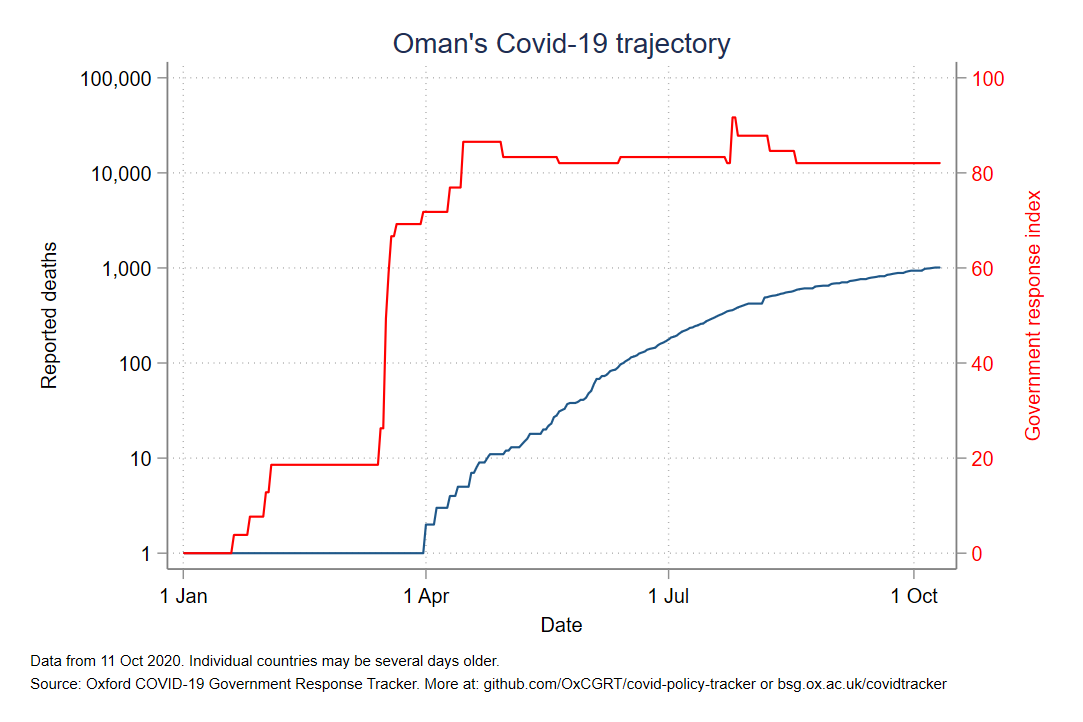 Oman's Covid-19 trajectory
100,000
10,000
1,000
100
10
1
Reported deaths
100
80
60
40
20
0
Government response index
1 Jan
1 Apr
1 Jul
1 Oct
Date
Data from 11 Oct 2020. Individual countries may be several days older.
Source: Oxford COVID-19 Government Response Tracker. More at: github.com/OxCGRT/covid-policy-tracker or bsg.ox.ac.uk/covidtracker